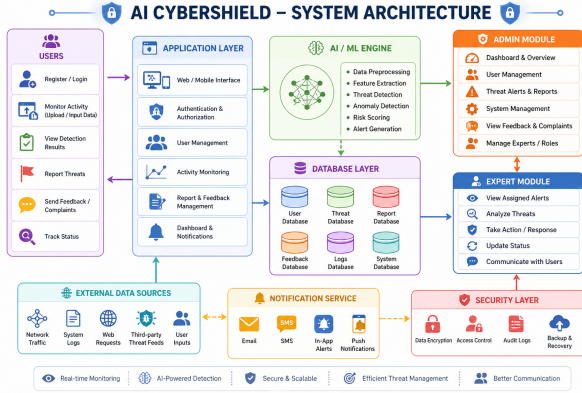 AI CYBERSHIELD – SYSTEM ARCHITECTURE
USERS
Register / Login
Monitor Activity
(Upload / Input Data)
View Detection
Results
Report Threats
Send Feedback /
Complaints
Track Status
APPLICATION LAYER
Web / Mobile Interface
Authentication &
Authorization
User Management
Activity Monitoring
Report & Feedback
Management
Dashboard &
Notifications
AI / ML ENGINE
• Data Preprocessing
• Feature Extraction
• Threat Detection
• Anomaly Detection
• Risk Scoring
• Alert Generation
DATABASE LAYER
User
Database
Threat
Database
Report
Database
Feedback
Database
Logs
Database
System
Database
ADMIN MODULE
Dashboard & Overview
User Management
Threat Alerts & Reports
System Management
View Feedback & Complaints
Manage Experts / Roles
EXPERT MODULE
View Assigned Alerts
Analyze Threats
Take Action / Response
Update Status
Communicate with Users
EXTERNAL DATA SOURCES
Network
Traffic
System
Logs
Web
Requests
Third-party
Threat Feeds
User
Inputs
NOTIFICATION SERVICE
Email
SMS
SMS
In-App
Alerts
Push
Notifications
SECURITY LAYER
Data Encryption
Access Control
Audit Logs
Backup &
Recovery
Real-time Monitoring
AI-Powered Detection
Secure & Scalable
Efficient Threat Management
Better Communication